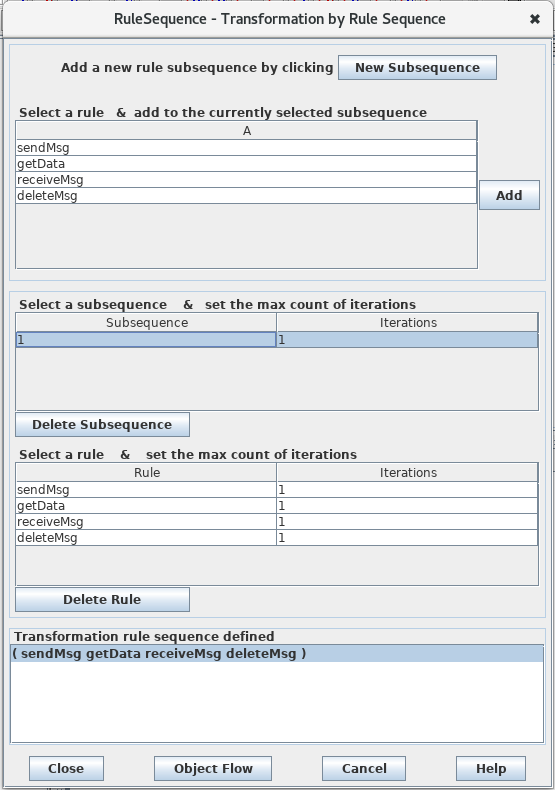 RuleSequence - Transformation by Rule Sequence
Add a new rule subsequence by clicking New Subsequence
Select a rule & add to the currently selected subsequence
A
sendMsg
getData
receiveMsg
deleteMsg
Add
Select a subsequence & set the max count of iterations
Subsequence Iterations
1 1
Delete Subsequence
Select a rule & set the max count of iterations
Rule Iterations
sendMsg 1
getData 1
receiveMsg 1
deleteMsg 1
Delete Rule
Transformation rule sequence defined
( sendMsg getData receiveMsg deleteMsg )
Close Object Flow Cancel Help